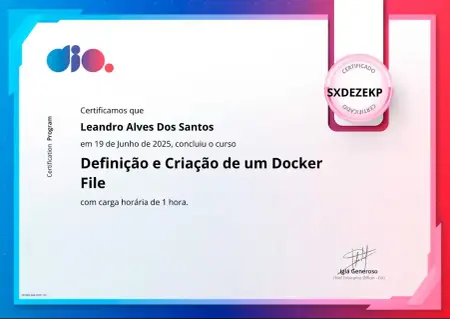 dio.
CERTIFICADO
SXDEZEKP
CERTIFICADO
Certification Program
Certificamos que
Leandro Alves Dos Santos
em 19 de Junho de 2025, concluiu o curso
Definição e Criação de um Docker
File
com carga horária de 1 hora.
Iglá Generoso